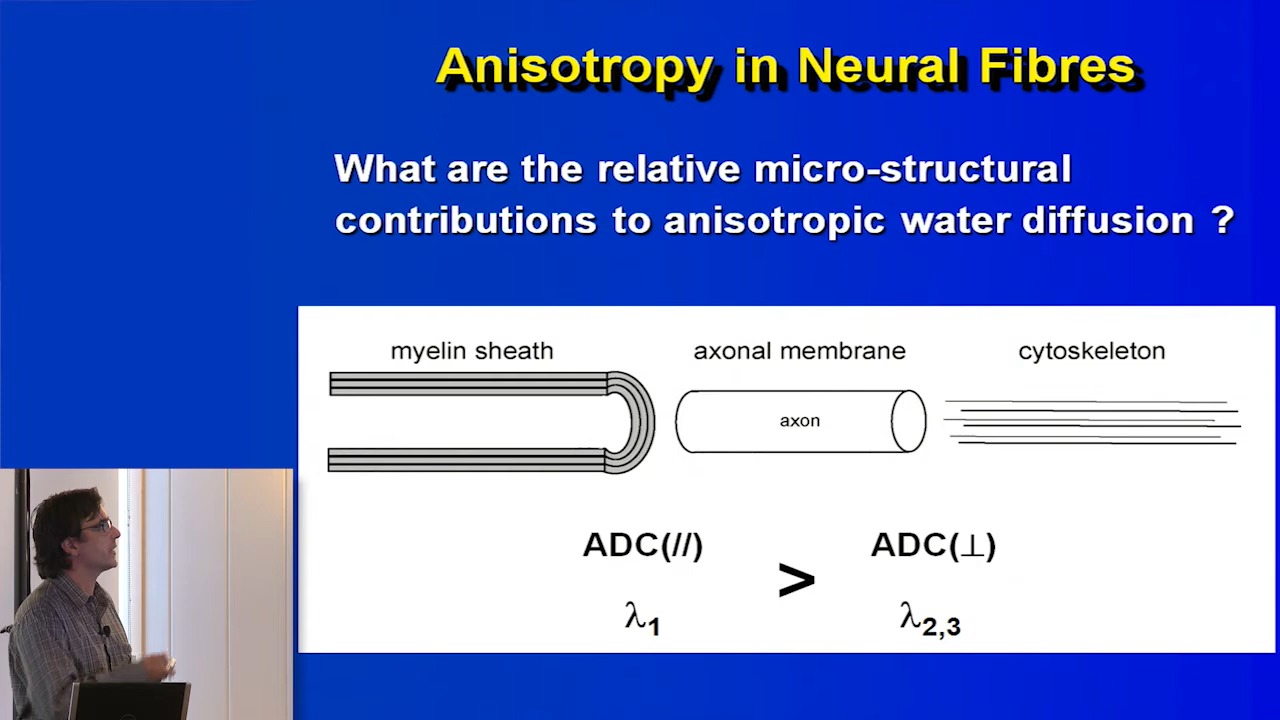 Anisotropy in Neural Fibres
What are the relative micro-structural
contributions to anisotropic water diffusion ?
myelin sheath
axonal membrane
cytoskeleton
axon
ADC(//)
>
ADC(⊥)
λ1
λ2,3